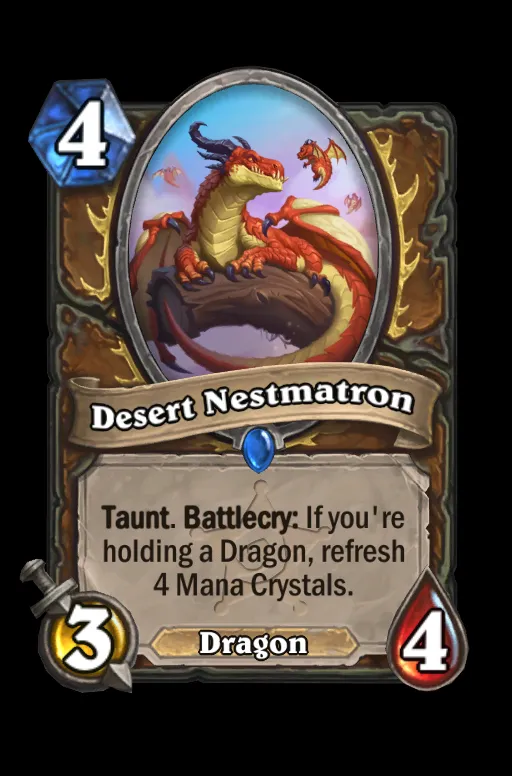 4
Desert Nestmatron
Taunt. Battlecry: If you're
holding a Dragon, refresh
4 Mana Crystals.
3
Dragon
4